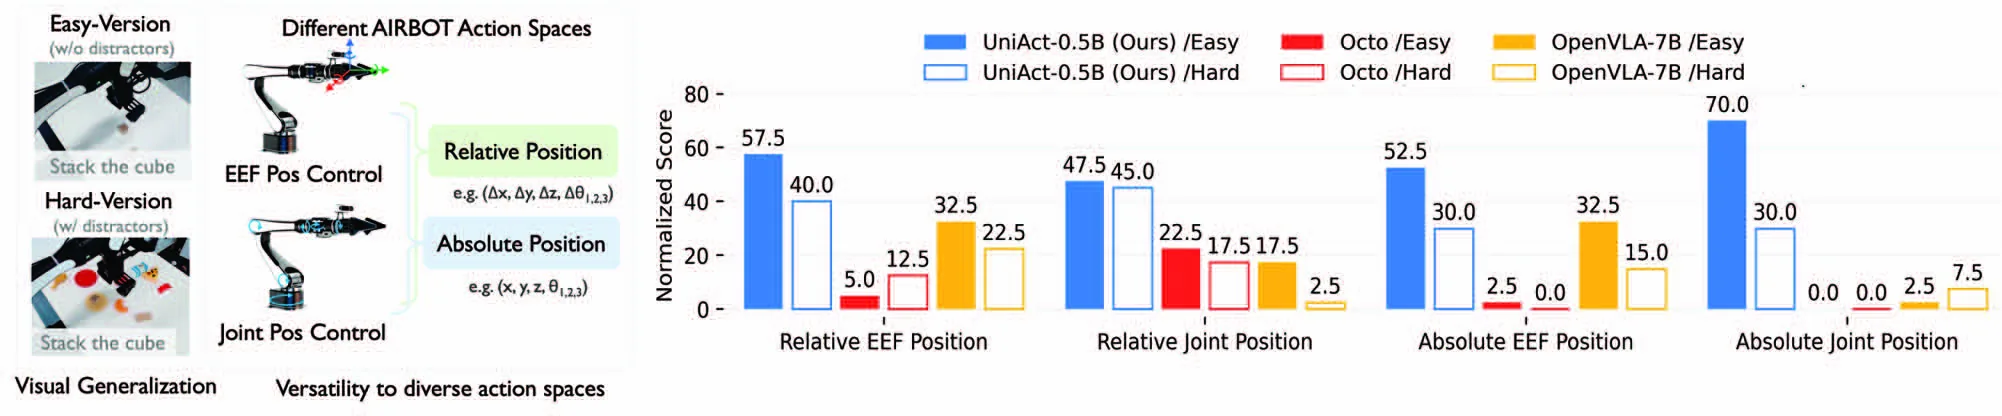 Easy-Version
(w/o distractors)
Stack the cube
Hard-Version
(w/ distractors)
Stack the cube
Visual Generalization
Different AIRBOT Action Spaces
EEF Pos Control
Joint Pos Control
Relative Position
e.g. (Δx, Δy, Δz, Δθ1,2,3)
Absolute Position
e.g. (x, y, z, θ1,2,3)
Versatility to diverse action spaces
UniAct-0.5B (Ours) /Easy
UniAct-0.5B (Ours) /Hard
Octo /Easy
Octo /Hard
OpenVLA-7B /Easy
OpenVLA-7B /Hard
Normalized Score
80
60
40
20
0
57.5
40.0
5.0
12.5
32.5
22.5
Relative EEF Position
47.5
45.0
22.5
17.5
17.5
2.5
Relative Joint Position
52.5
30.0
2.5
0.0
32.5
15.0
Absolute EEF Position
70.0
30.0
0.0
0.0
2.5
7.5
Absolute Joint Position